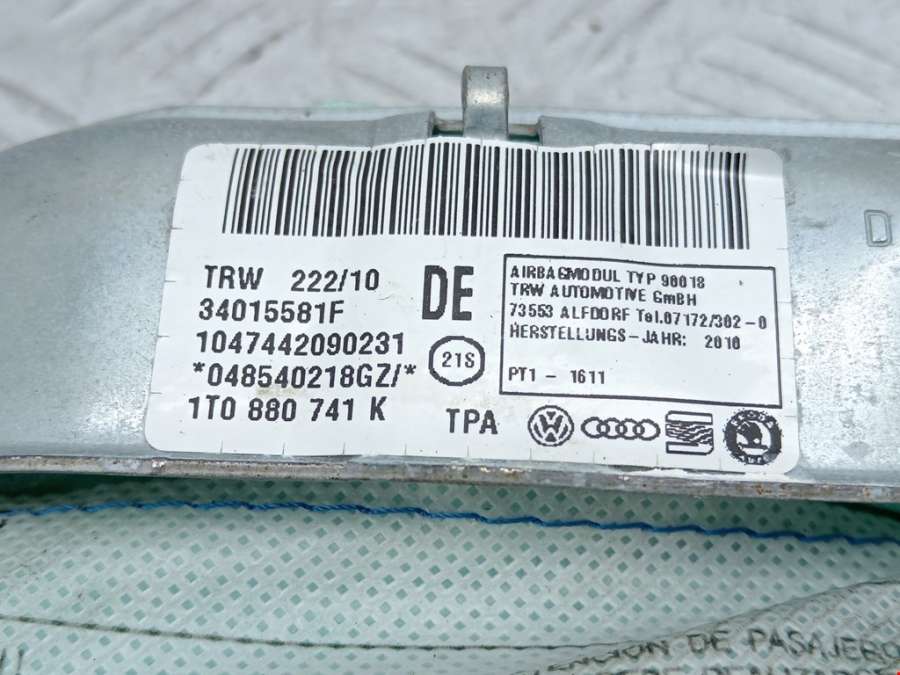 D
TRW 222/10
34015581F
1047442090231
*048540218GZ/*
1T0 880 741 K
DE
21S
TPA
AIRBAGMODUL TYP 90018
TRW AUTOMOTIVE GmBH
73553 ALFDORF Tel.07172/302-0
HERSTELLUNGS-JAHR: 2010
PT1 - 1611
DE PASAJERO